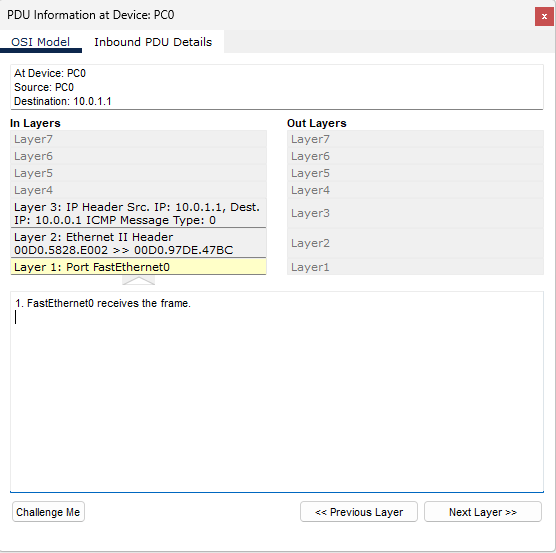 PDU Information at Device: PC0
x
OSI Model Inbound PDU Details
At Device: PC0
Source: PC0
Destination: 10.0.1.1
In Layers
Layer7
Layer6
Layer5
Layer4
Layer 3: IP Header Src. IP: 10.0.1.1, Dest.
IP: 10.0.0.1 ICMP Message Type: 0
Layer 2: Ethernet II Header
00D0.5828.E002 >> 00D0.97DE.47BC
Layer 1: Port FastEthernet0
Out Layers
Layer7
Layer6
Layer5
Layer4
Layer3
Layer2
Layer1
1. FastEthernet0 receives the frame.
Challenge Me
<< Previous Layer
Next Layer >>